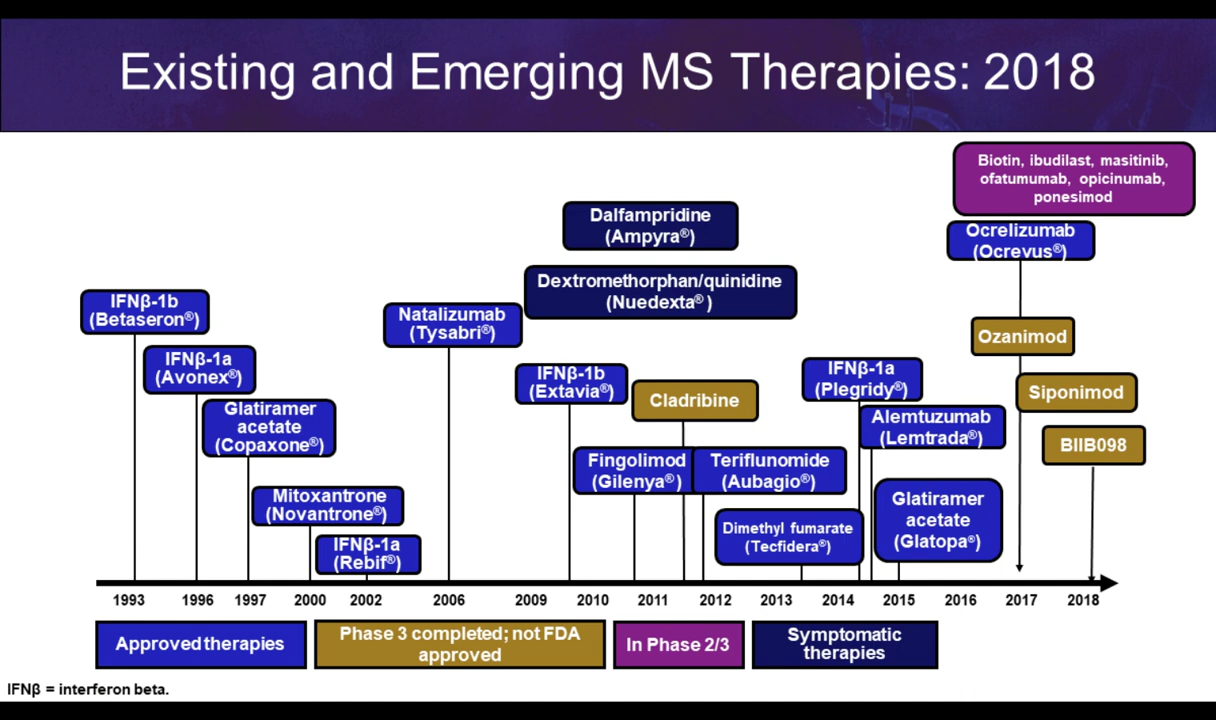 Existing and Emerging MS Therapies: 2018
Biotin, ibudilast, masitinib,
ofatumumab, opicinumab,
ponesimod
Dalfampridine
(Ampyra®)
Ocrelizumab
(Ocrevus®)
Dextromethorphan/quinidine
(Nuedexta® )
IFNβ-1b
(Betaseron®)
Natalizumab
(Tysabri®)
Ozanimod
IFNβ-1a
(Avonex®)
IFNβ-1b
(Extavia®)
Cladribine
IFNβ-1a
(Plegridy®)
Siponimod
Glatiramer
acetate
(Copaxone®)
Alemtuzumab
(Lemtrada®)
BIIB098
Fingolimod
(Gilenya®)
Teriflunomide
(Aubagio®)
Mitoxantrone
(Novantrone®)
Dimethyl fumarate
(Tecfidera®)
Glatiramer
acetate
(Glatopa®)
IFNβ-1a
(Rebif®)
1993 1996 1997 2000 2002 2006 2009 2010 2011 2012 2013 2014 2015 2016 2017 2018
Approved therapies
Phase 3 completed; not FDA
approved
In Phase 2/3
Symptomatic
therapies
IFNβ = interferon beta.